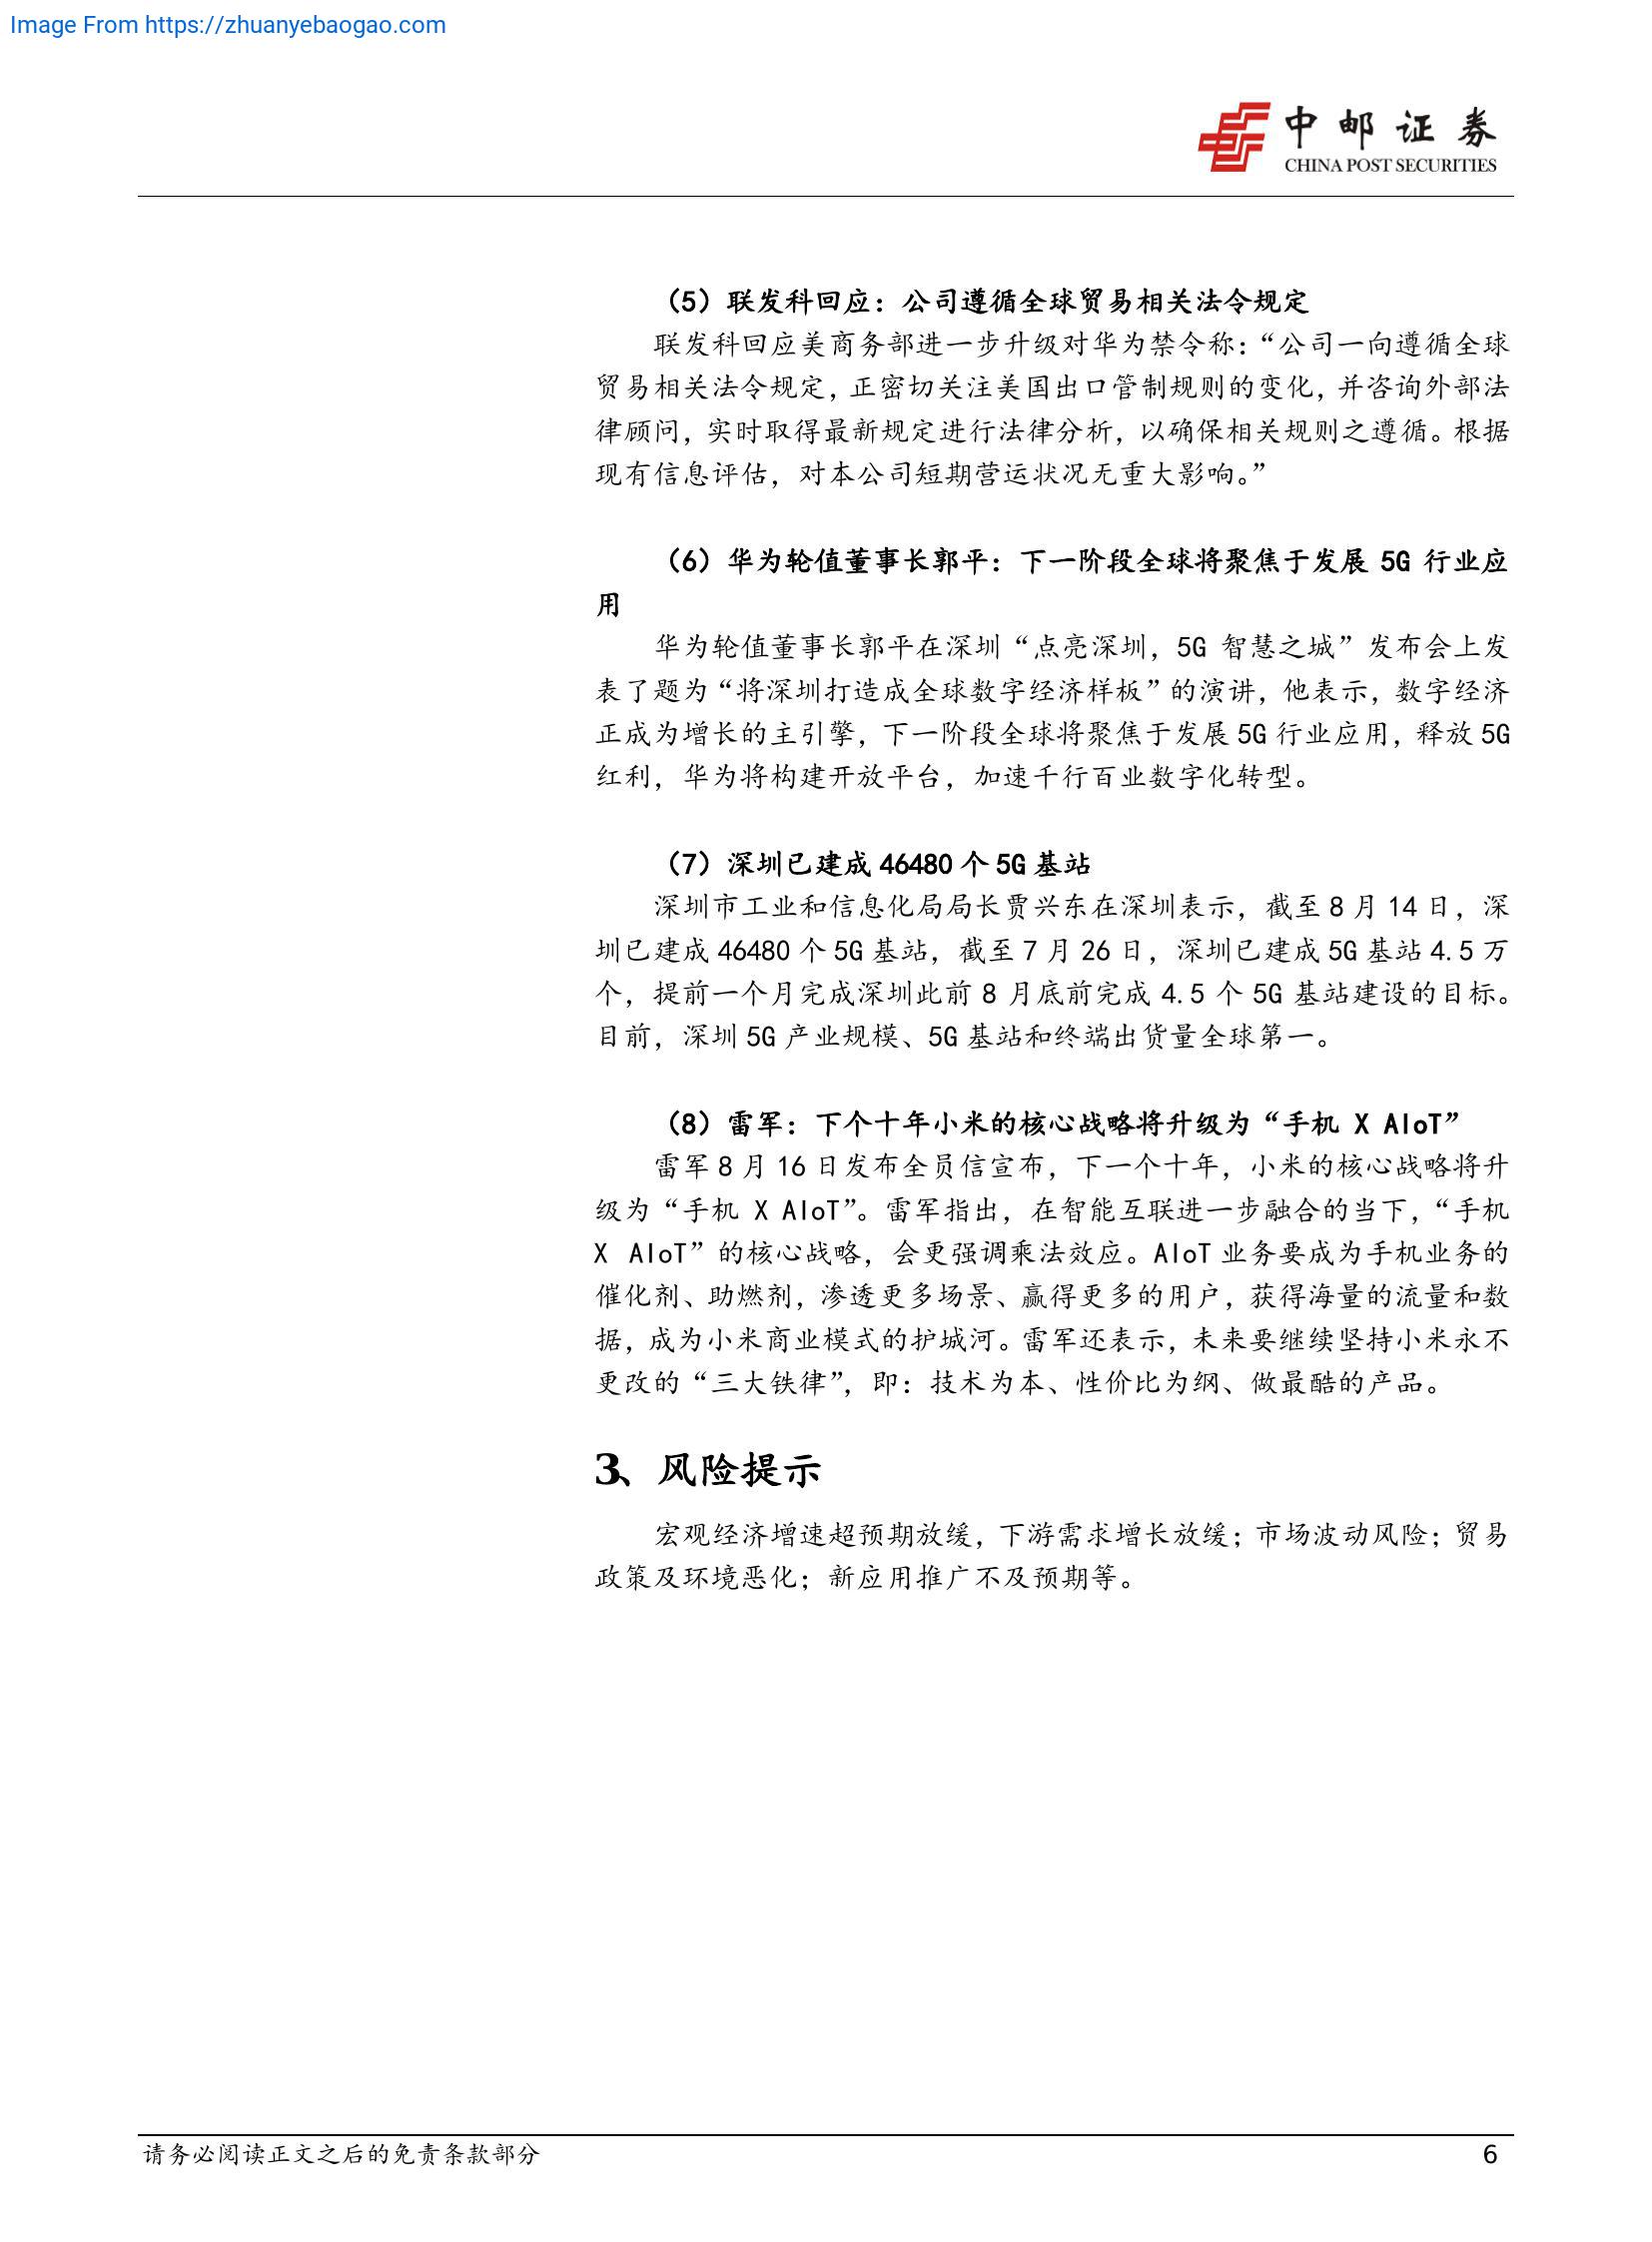 Image From https://zhuanyebaogao.com
中邮证券
CHINA POST SECURITIES
（5）联发科回应：公司遵循全球贸易相关法令规定
联发科回应美商务部进一步升级对华为禁令称：“公司一向遵循全球
贸易相关法令规定，正密切关注美国出口管制规则的变化，并咨询外部法
律顾问，实时取得最新规定进行法律分析，以确保相关规则之遵循。根据
现有信息评估，对本公司短期营运状况无重大影响。”
（6）华为轮值董事长郭平：下一阶段全球将聚焦于发展 5G 行业应
用
华为轮值董事长郭平在深圳“点亮深圳，5G 智慧之城”发布会上发
表了题为“将深圳打造成全球数字经济样板”的演讲，他表示，数字经济
正成为增长的主引擎，下一阶段全球将聚焦于发展 5G 行业应用，释放 5G
红利，华为将构建开放平台，加速千行百业数字化转型。
（7）深圳已建成 46480 个 5G 基站
深圳市工业和信息化局局长贾兴东在深圳表示，截至 8 月 14 日，深
圳已建成 46480 个 5G 基站，截至 7 月 26 日，深圳已建成 5G 基站 4.5 万
个，提前一个月完成深圳此前 8 月底前完成 4.5 个 5G 基站建设的目标。
目前，深圳 5G 产业规模、5G 基站和终端出货量全球第一。
（8）雷军：下个十年小米的核心战略将升级为“手机 X AIoT”
雷军 8 月 16 日发布全员信宣布，下一个十年，小米的核心战略将升
级为“手机 X AIoT”。雷军指出，在智能互联进一步融合的当下，“手机
X AIoT”的核心战略，会更强调乘法效应。AIoT 业务要成为手机业务的
催化剂、助燃剂，渗透更多场景、赢得更多的用户，获得海量的流量和数
据，成为小米商业模式的护城河。雷军还表示，未来要继续坚持小米永不
更改的“三大铁律”，即：技术为本、性价比为纲、做最酷的产品。
3、风险提示
宏观经济增速超预期放缓，下游需求增长放缓；市场波动风险；贸易
政策及环境恶化；新应用推广不及预期等。
请务必阅读正文之后的免责条款部分
6